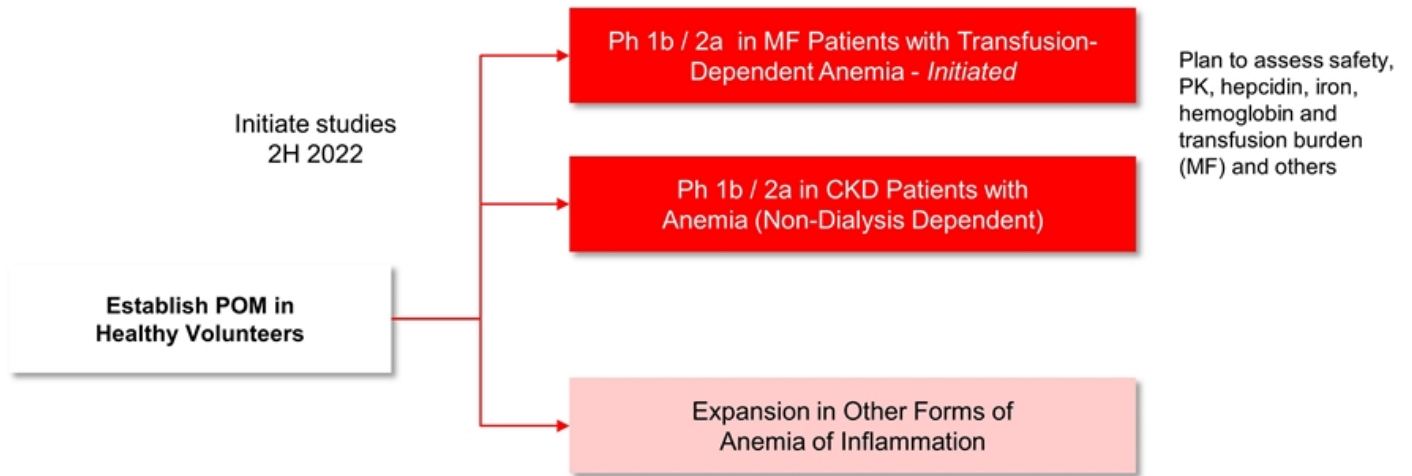 Ph 1b / 2a in MF Patients with Transfusion-
Dependent Anemia - Initiated
Plan to assess safety,
PK, hepcidin, iron,
hemoglobin and
transfusion burden
(MF) and others
Initiate studies
2H 2022
Ph 1b / 2a in CKD Patients with
Anemia (Non-Dialysis Dependent)
Establish POM in
Healthy Volunteers
Expansion in Other Forms of
Anemia of Inflammation